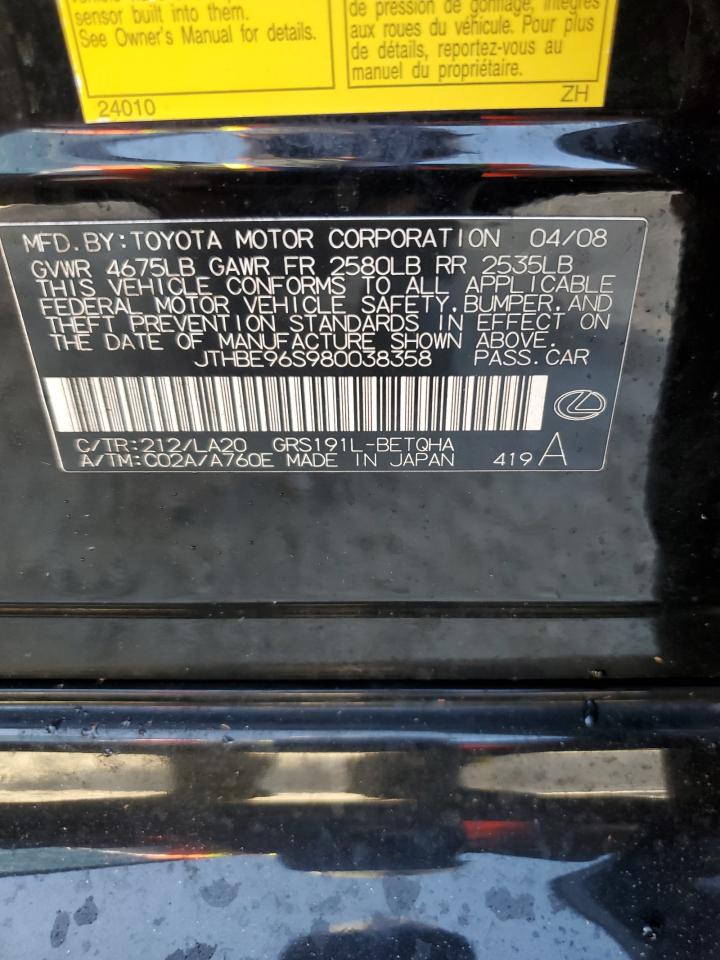 sensor built into them.
See Owner's Manual for details.
24010
de pression de gonflage, intégrés
aux roues du véhicule. Pour plus
de détails, reportez-vous au
manuel du propriétaire.
ZH
MFD.BY:TOYOTA MOTOR CORPORATION 04/08
GVWR 4675LB GAWR FR 2580LB RR 2535LB
THIS VEHICLE CONFORMS TO ALL APPLICABLE
FEDERAL MOTOR VEHICLE SAFETY,BUMPER,AND
THEFT PREVENTION STANDARDS IN EFFECT ON
THE DATE OF MANUFACTURE SHOWN ABOVE.
JTHBE96S980038358 PASS.CAR
C/TR:212/LA20 GRS191L-BETQHA
A/TM:C02A/A760E MADE IN JAPAN 419A